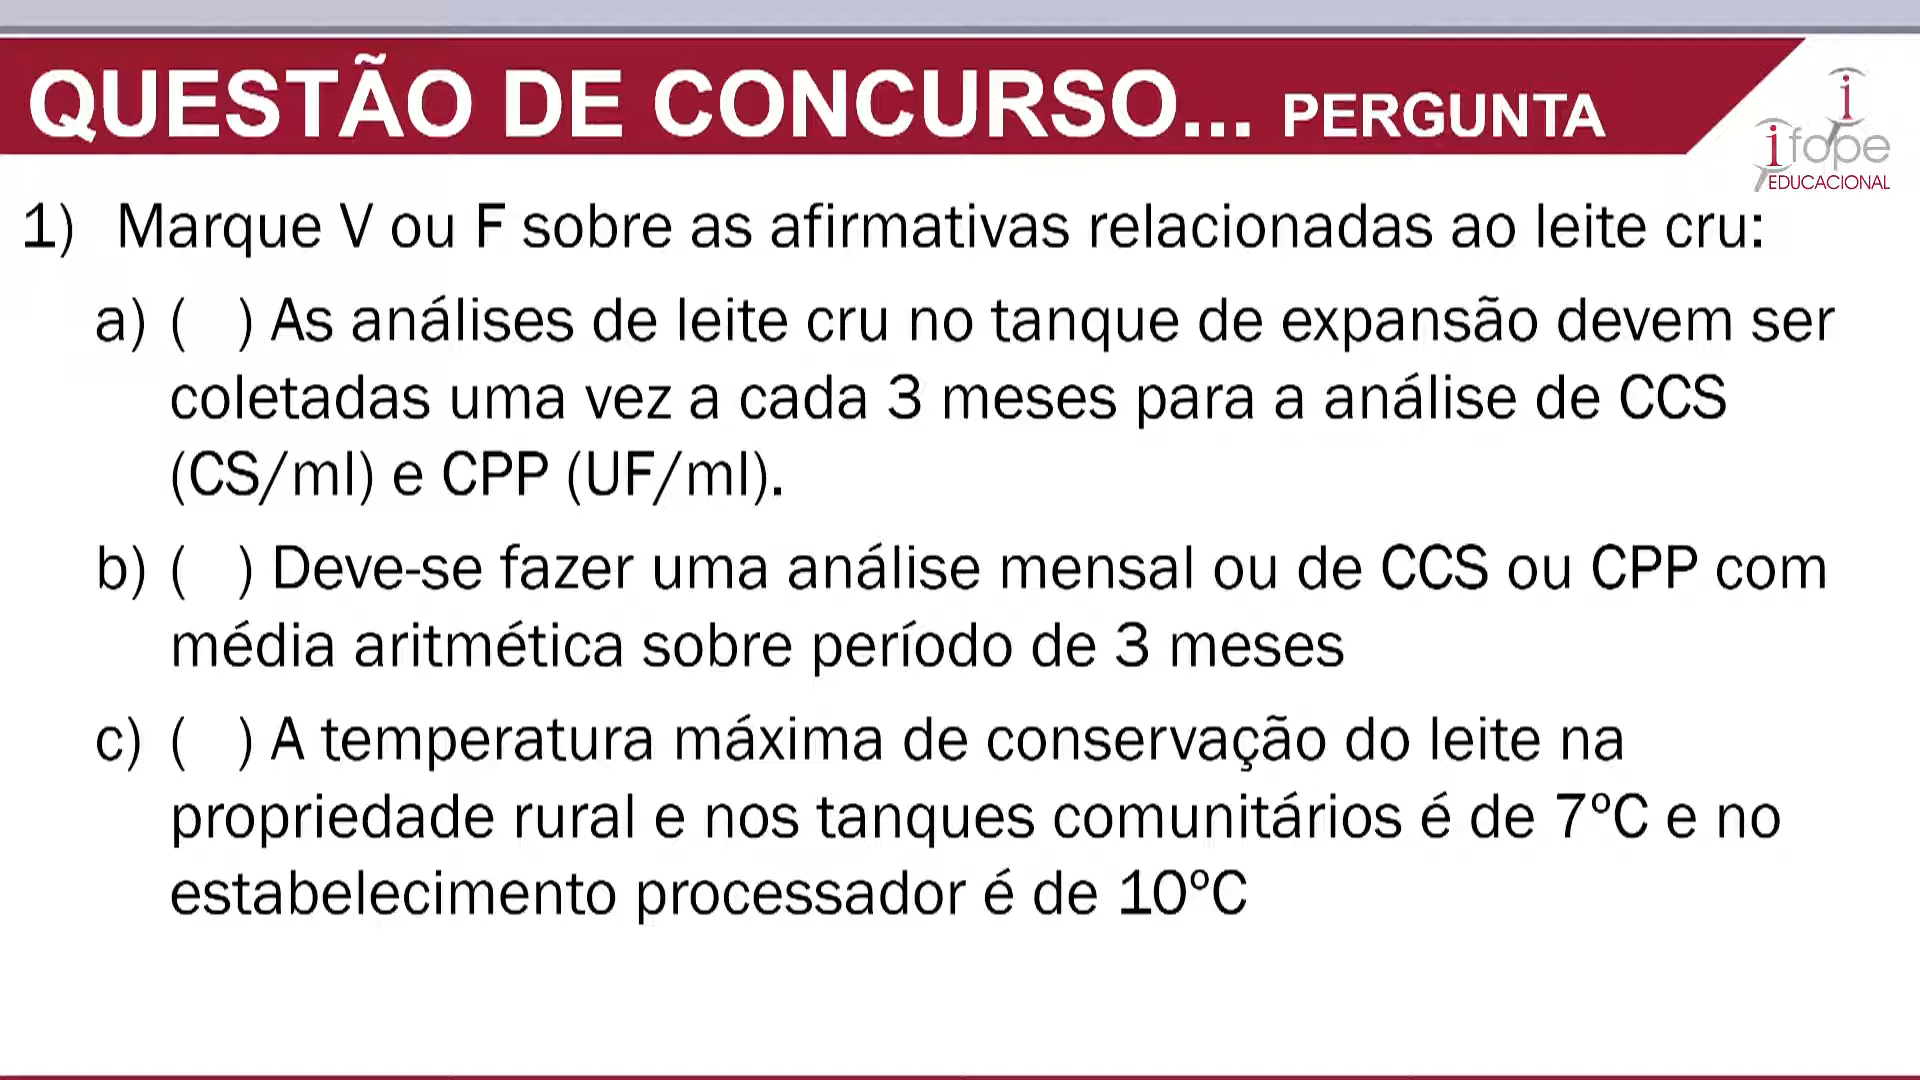 QUESTÃO DE CONCURSO... PERGUNTA
ifope
EDUCACIONAL
1) Marque V ou F sobre as afirmativas relacionadas ao leite cru:
a) ( ) As análises de leite cru no tanque de expansão devem ser
coletadas uma vez a cada 3 meses para a análise de CCS
(CS/ml) e CPP (UF/ml).
b) ( ) Deve-se fazer uma análise mensal ou de CCS ou CPP com
média aritmética sobre período de 3 meses
c) ( ) A temperatura máxima de conservação do leite na
propriedade rural e nos tanques comunitários é de 7ºC e no
estabelecimento processador é de 10ºC